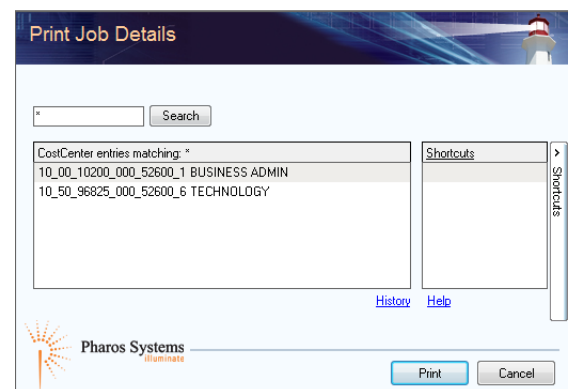 Print Job Details
*
Search
CostCenter entries matching: *
Shortcuts
10_00_10200_000_52600_1 BUSINESS ADMIN
10_50_96825_000_52600_6 TECHNOLOGY
> Shortcuts
History
Help
Pharos Systems
illuminate
Print
Cancel